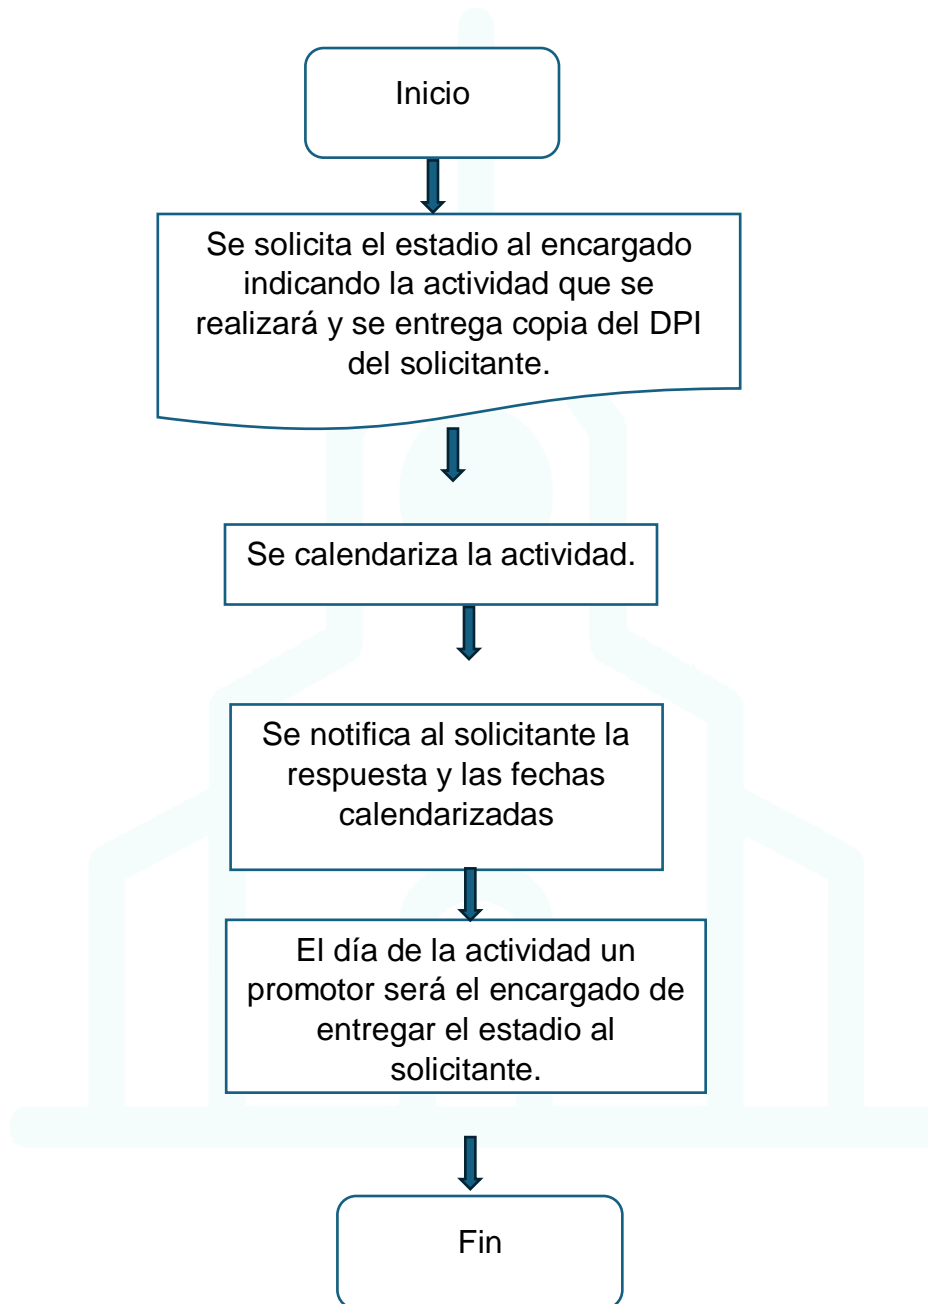 Inicio
Se solicita el estadio al encargado
indicando la actividad que se
realizará y se entrega copia del DPI
del solicitante.
Se calendariza la actividad.
Se notifica al solicitante la
respuesta y las fechas
calendarizadas
El día de la actividad un
promotor será el encargado de
entregar el estadio al
solicitante.
Fin